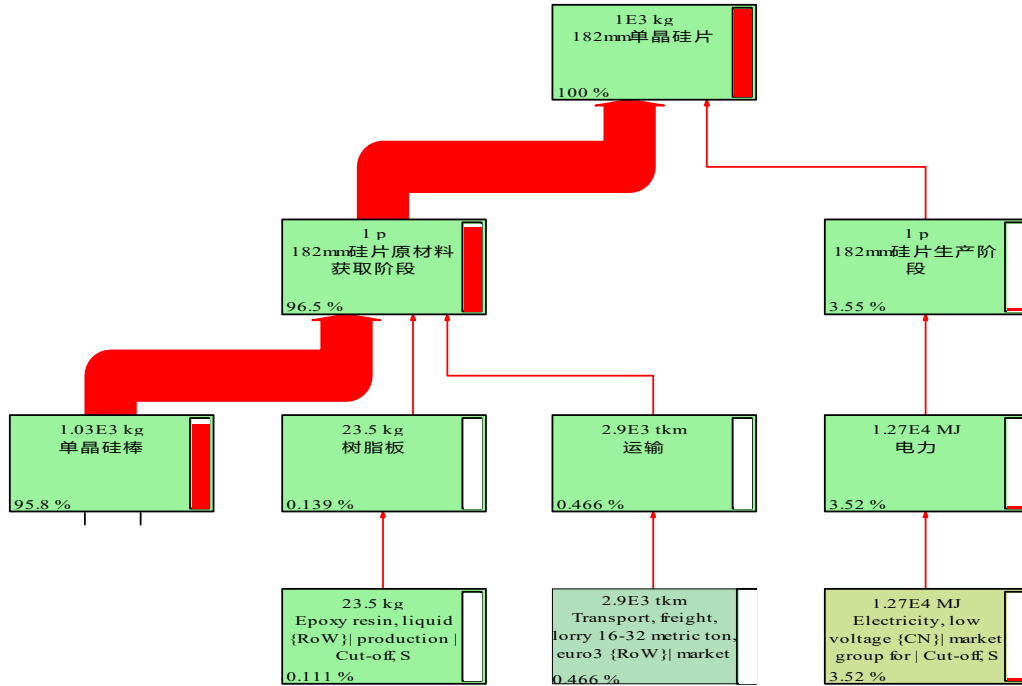 1E3 kg
182mm单晶硅片
100 %
1 p
182mm硅片原材料
获取阶段
96.5 %
1 p
182mm硅片生产阶
段
3.55 %
1.03E3 kg
单晶硅棒
95.8 %
23.5 kg
树脂板
0.139 %
2.9E3 tkm
运输
0.466 %
1.27E4 MJ
电力
3.52 %
23.5 kg
Epoxy resin, liquid
{RoW}| production |
Cut-off, S
0.111 %
2.9E3 tkm
Transport, freight,
lorry 16-32 metric ton,
euro3 {RoW}| market
0.466 %
1.27E4 MJ
Electricity, low
voltage {CN}| market
group for | Cut-off, S
3.52 %